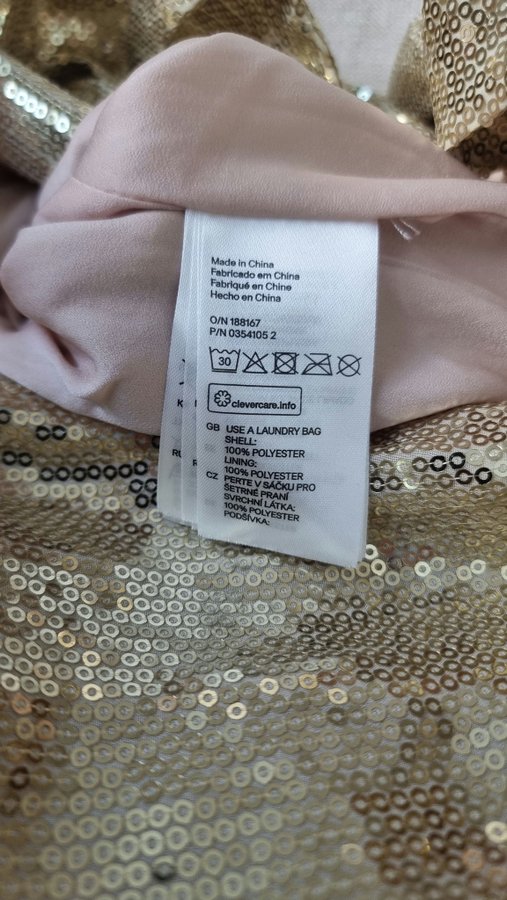 Made in China
Fabricado em China
Fabriqué en Chine
Hecho en China
O/N 188167
P/N 0354105 2
30
clevercare.info
GB USE A LAUNDRY BAG
SHELL:
100% POLYESTER
LINING:
100% POLYESTER
CZ PERTE V SÁČKU PRO
ŠETRNÉ PRANÍ
SVRCHNÍ LÁTKA:
100% POLYESTER
PODŠÍVKA:
K
RU
R